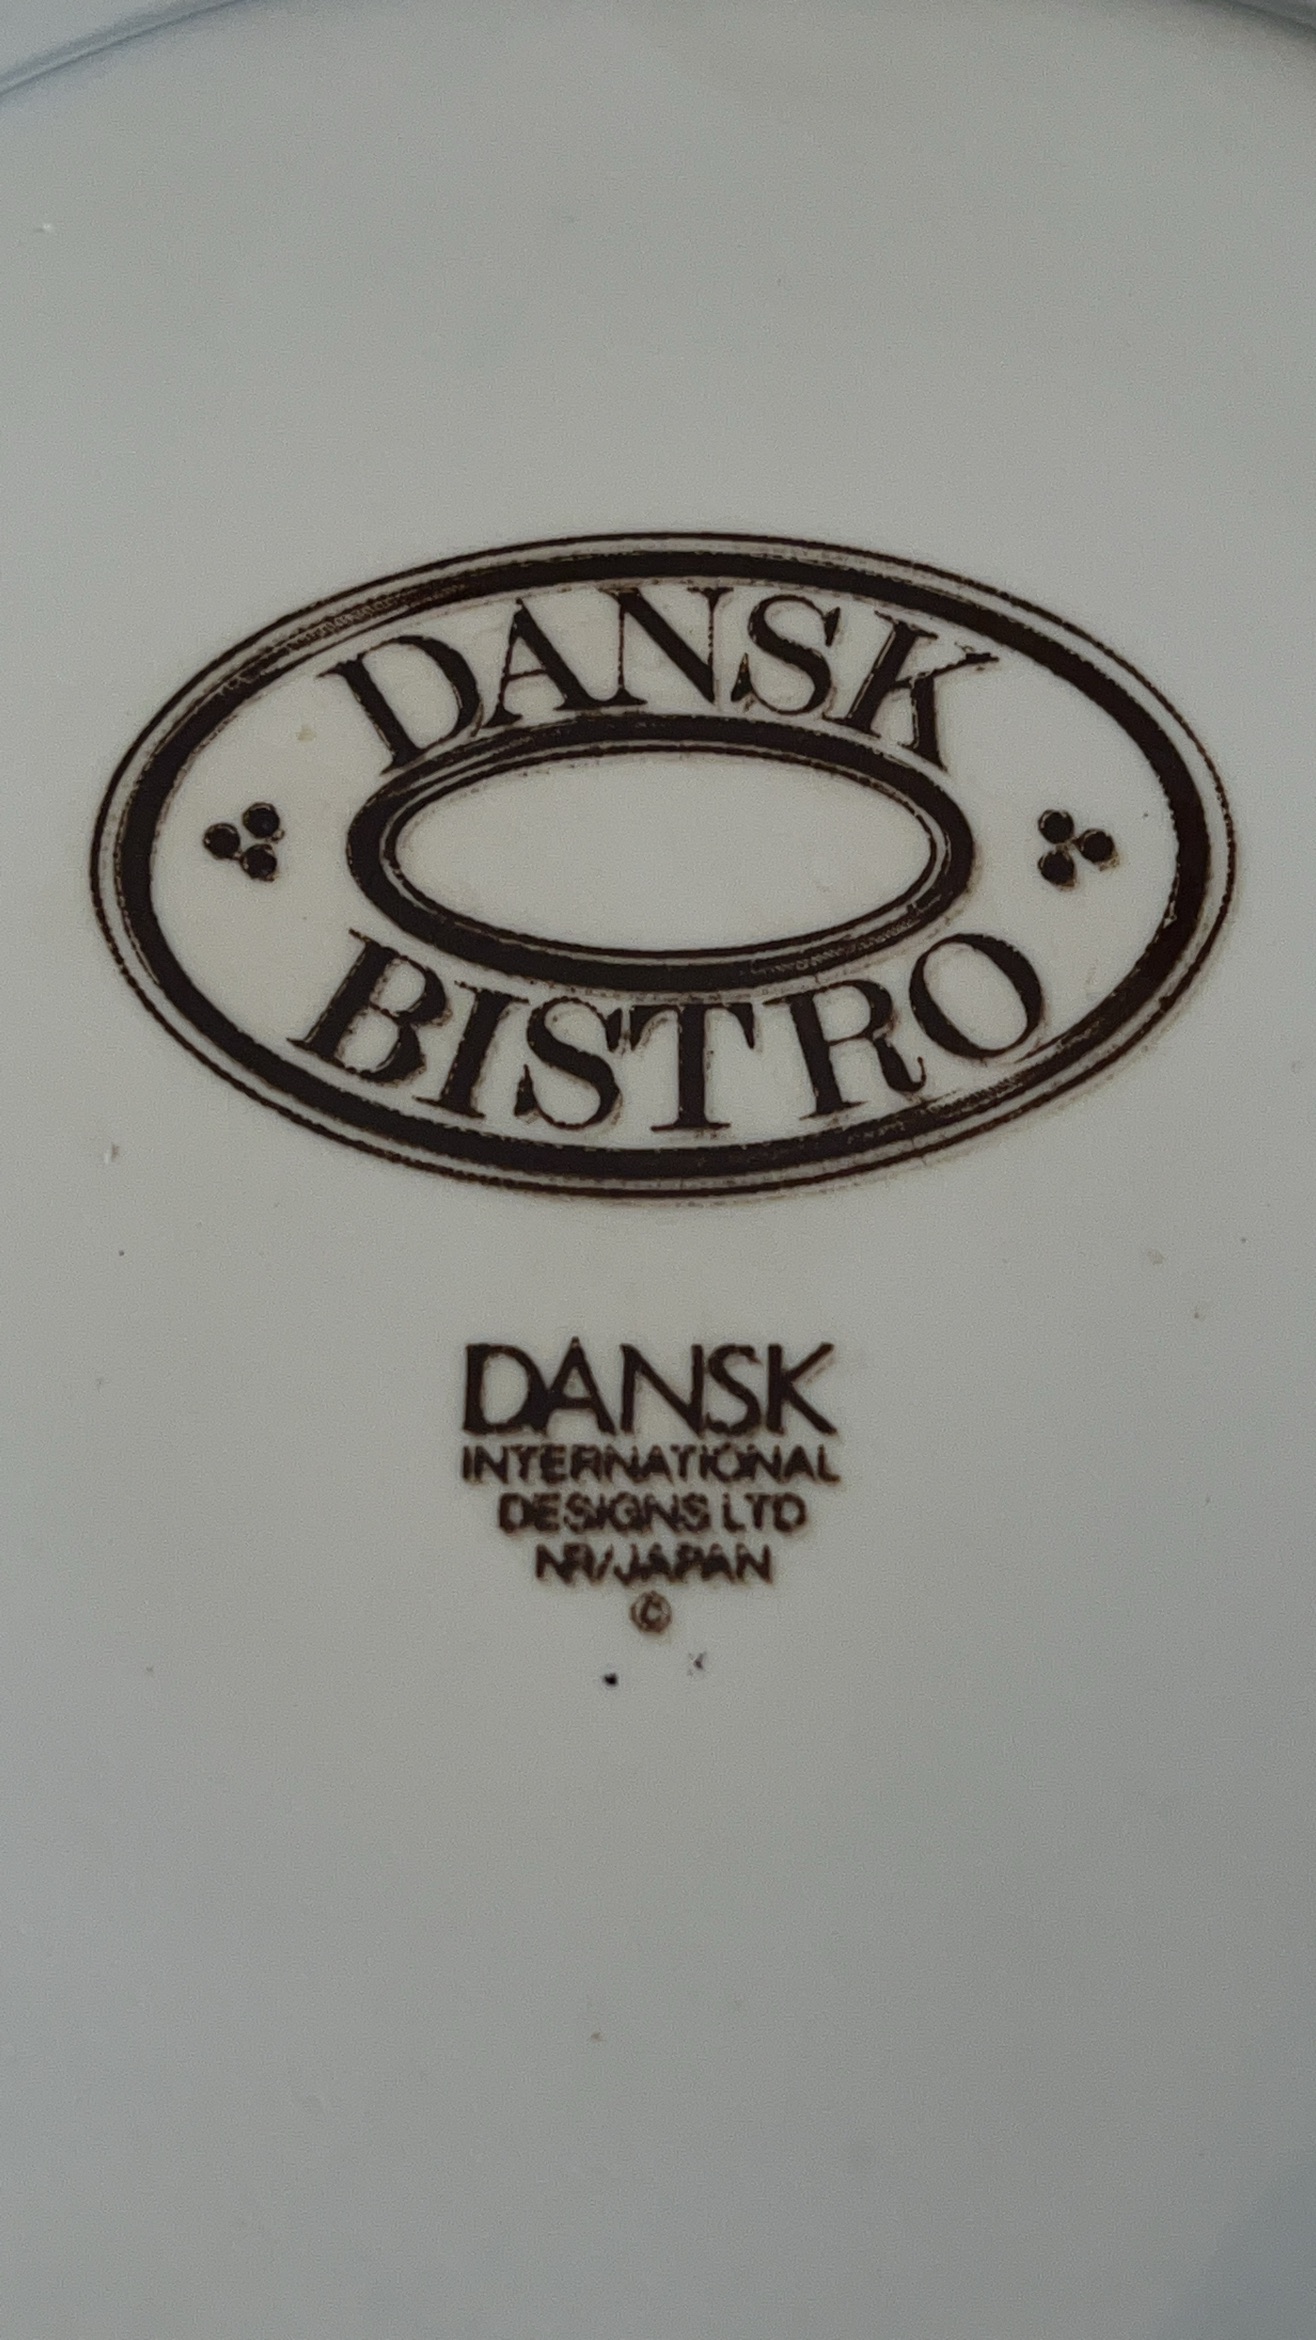 DANSK
BISTRO
DANSK
INTERNATIONAL
DESIGNS LTD
NR/JAPAN
©